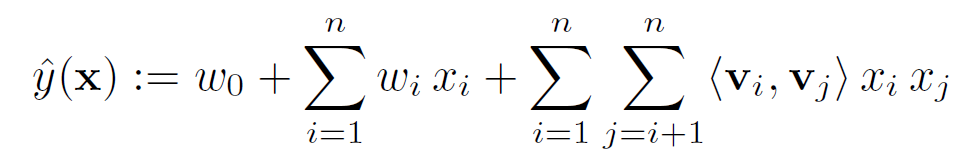 ŷ(𝐱) := w₀ + ∑ᵢ₌₁ⁿ wᵢ xᵢ + ∑ᵢ₌₁ⁿ ∑ⱼ₌ᵢ₊₁ⁿ ⟨𝐯ᵢ, 𝐯ⱼ⟩ xᵢ xⱼ